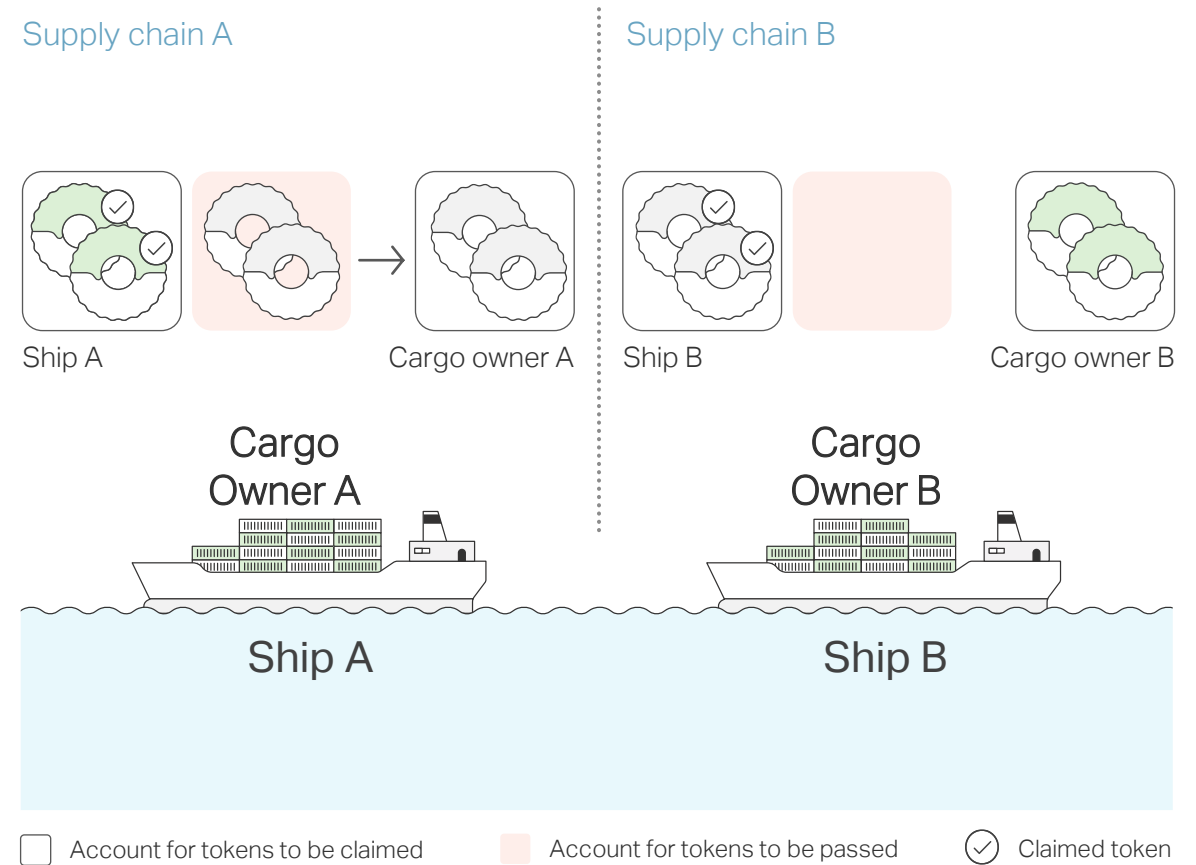 Supply chain A
Supply chain B
Ship A
Cargo owner A
Ship B
Cargo owner B
Cargo
Owner A
Cargo
Owner B
Ship A
Ship B
Account for tokens to be claimed
Account for tokens to be passed
Claimed token